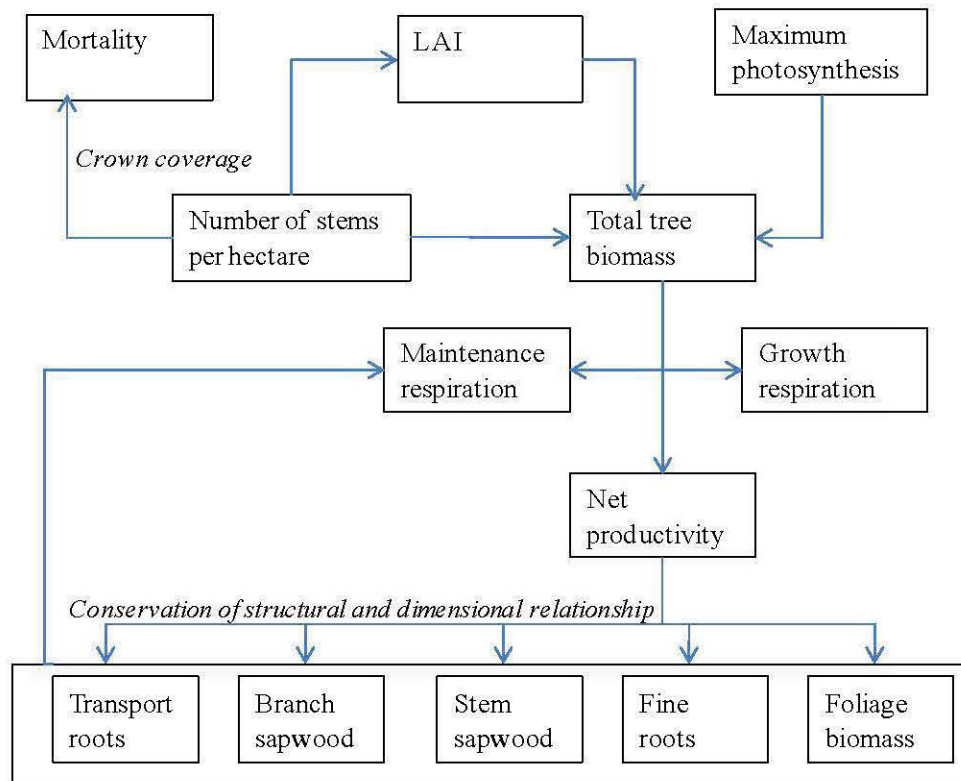 Mortality
LAI
Maximum
photosynthesis
Crown coverage
Number of stems
per hectare
Total tree
biomass
Maintenance
respiration
Growth
respiration
Net
productivity
Conservation of structural and dimensional relationship
Transport
roots
Branch
sapwood
Stem
sapwood
Fine
roots
Foliage
biomass